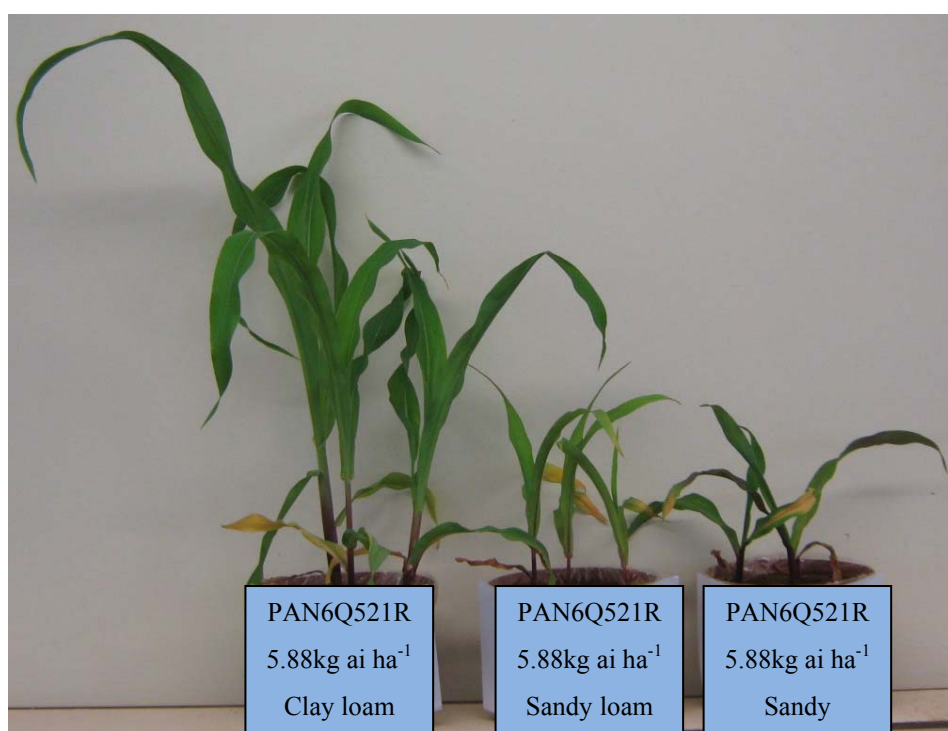 PAN6Q521R
5.88kg ai ha⁻¹
Clay loam
PAN6Q521R
5.88kg ai ha⁻¹
Sandy loam
PAN6Q521R
5.88kg ai ha⁻¹
Sandy